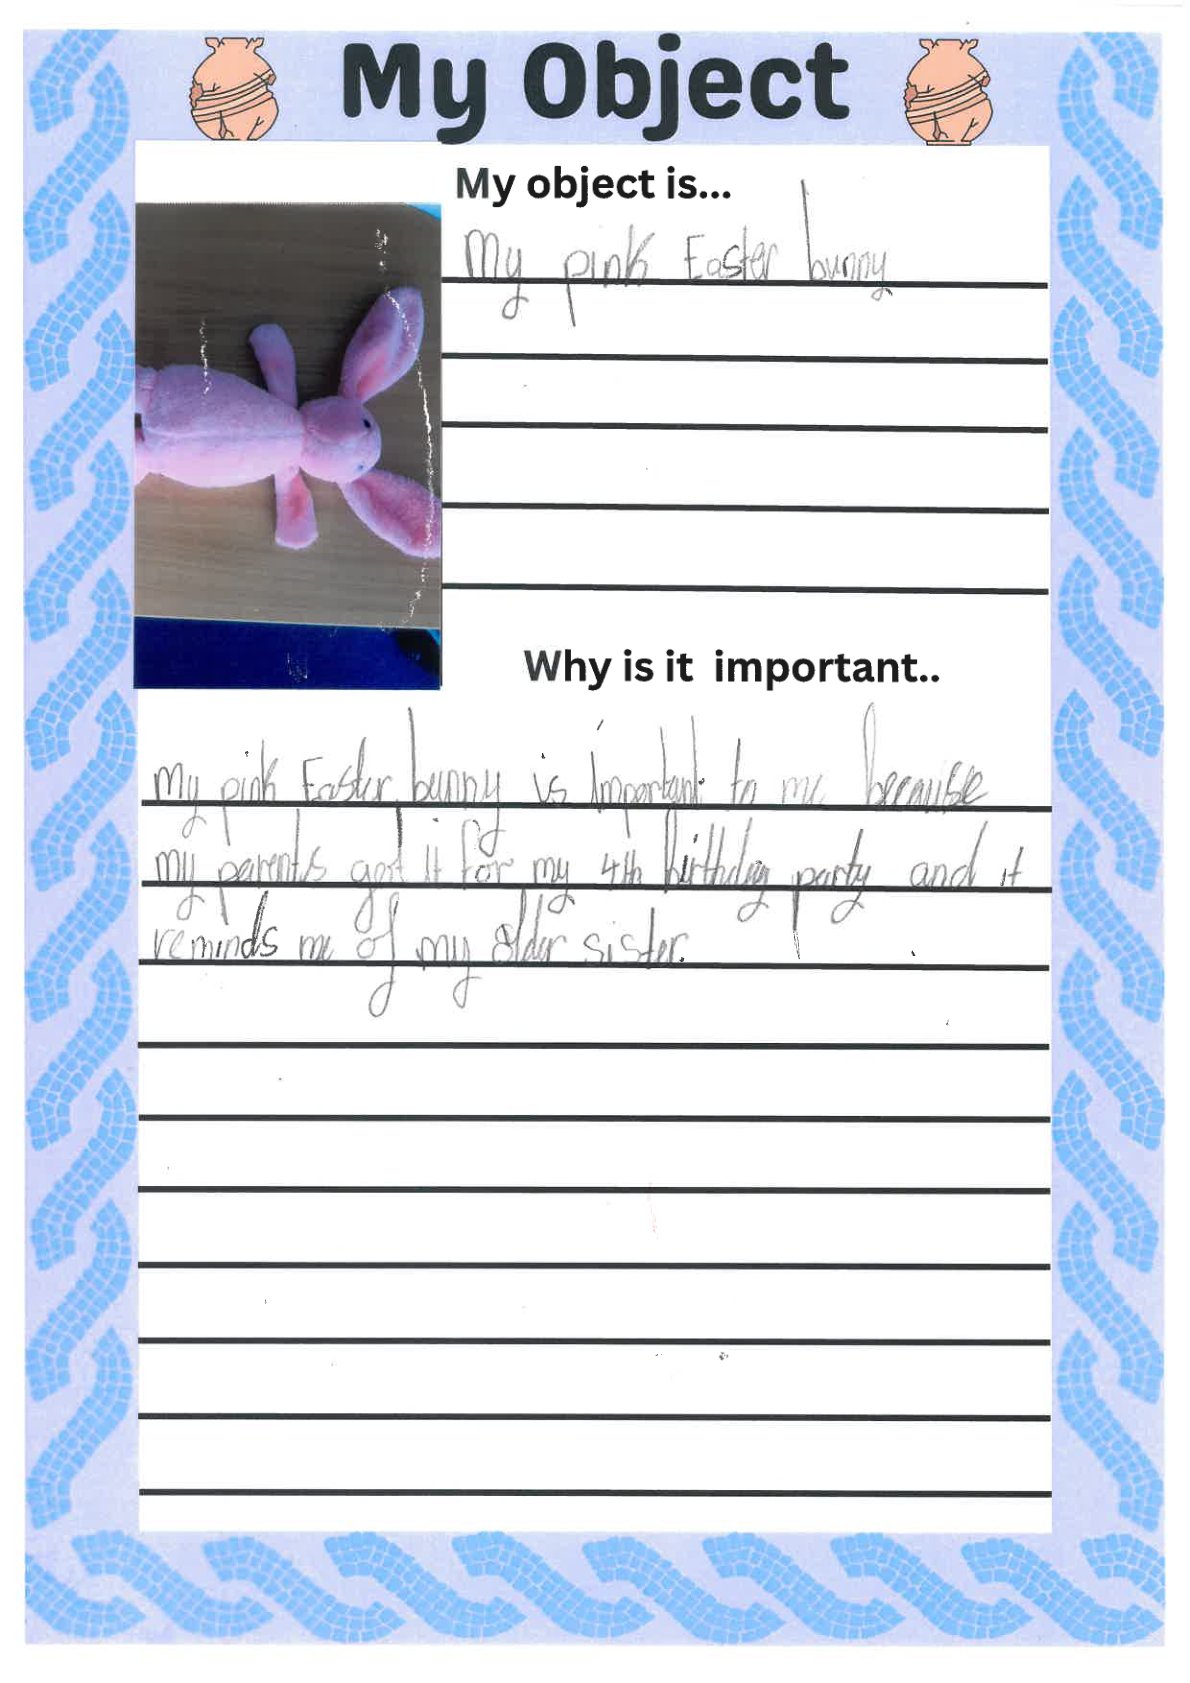 My Object
My object is...
My pink Easter bunny
Why is it important..
my pink Easter bunny is important to me because
my parents got it for my 4th birthday party and it
reminds me of my older sister.